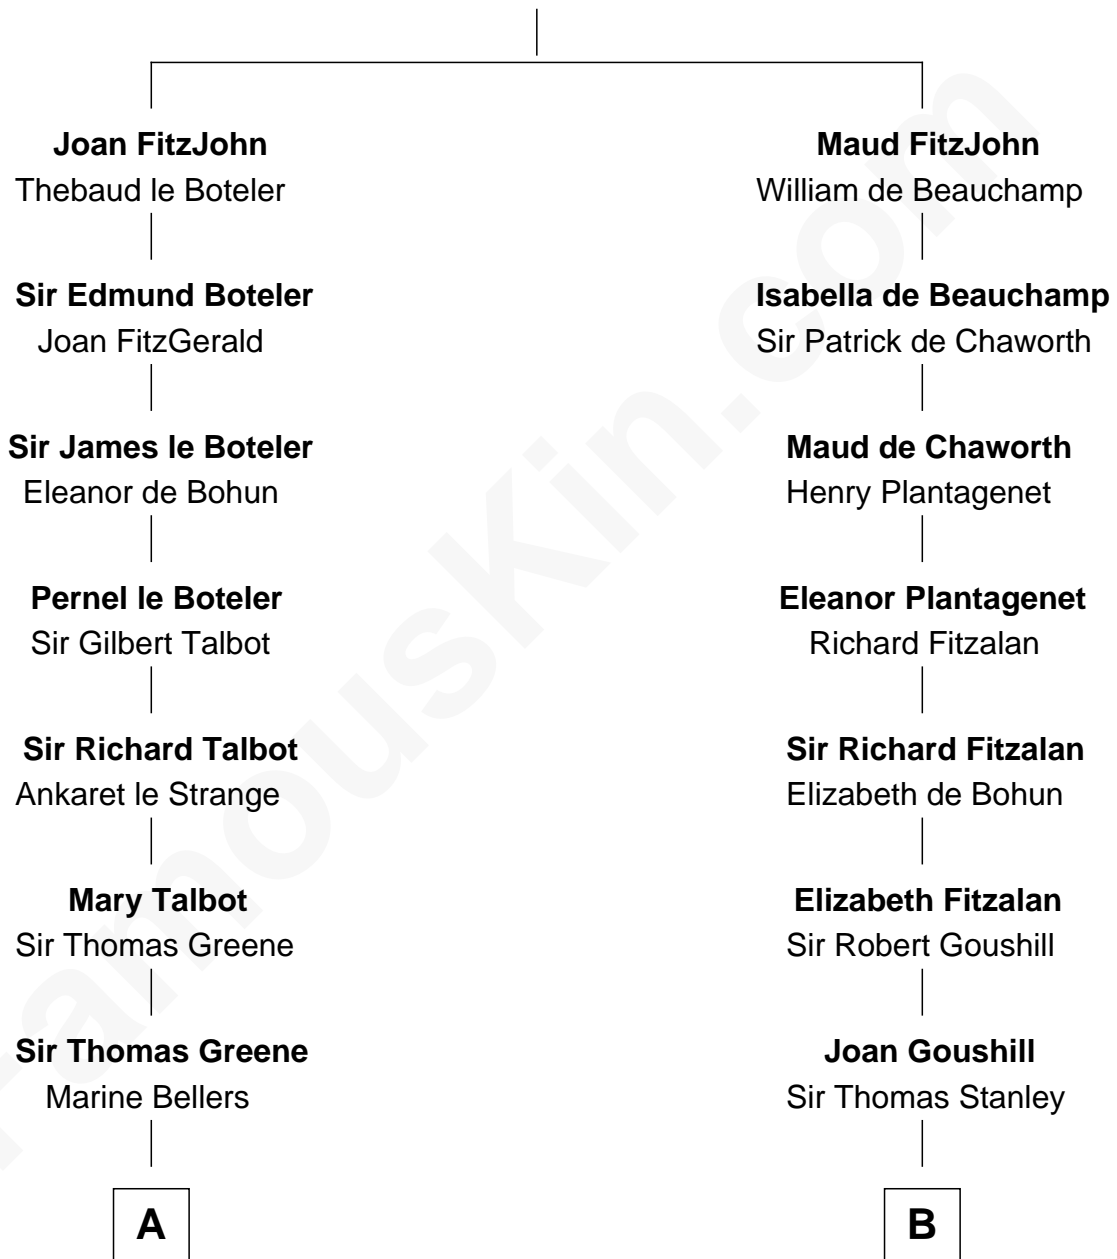 Joan FitzJohn
Thebaud le Boteler
Sir Edmund Boteler
Joan FitzGerald
Sir James le Boteler
Eleanor de Bohun
Pernel le Boteler
Sir Gilbert Talbot
Sir Richard Talbot
Ankaret le Strange
Mary Talbot
Sir Thomas Greene
Sir Thomas Greene
Marine Bellers
A
Maud FitzJohn
William de Beauchamp
Isabella de Beauchamp
Sir Patrick de Chaworth
Maud de Chaworth
Henry Plantagenet
Eleanor Plantagenet
Richard Fitzalan
Sir Richard Fitzalan
Elizabeth de Bohun
Elizabeth Fitzalan
Sir Robert Goushill
Joan Goushill
Sir Thomas Stanley
B
FamousKin.com